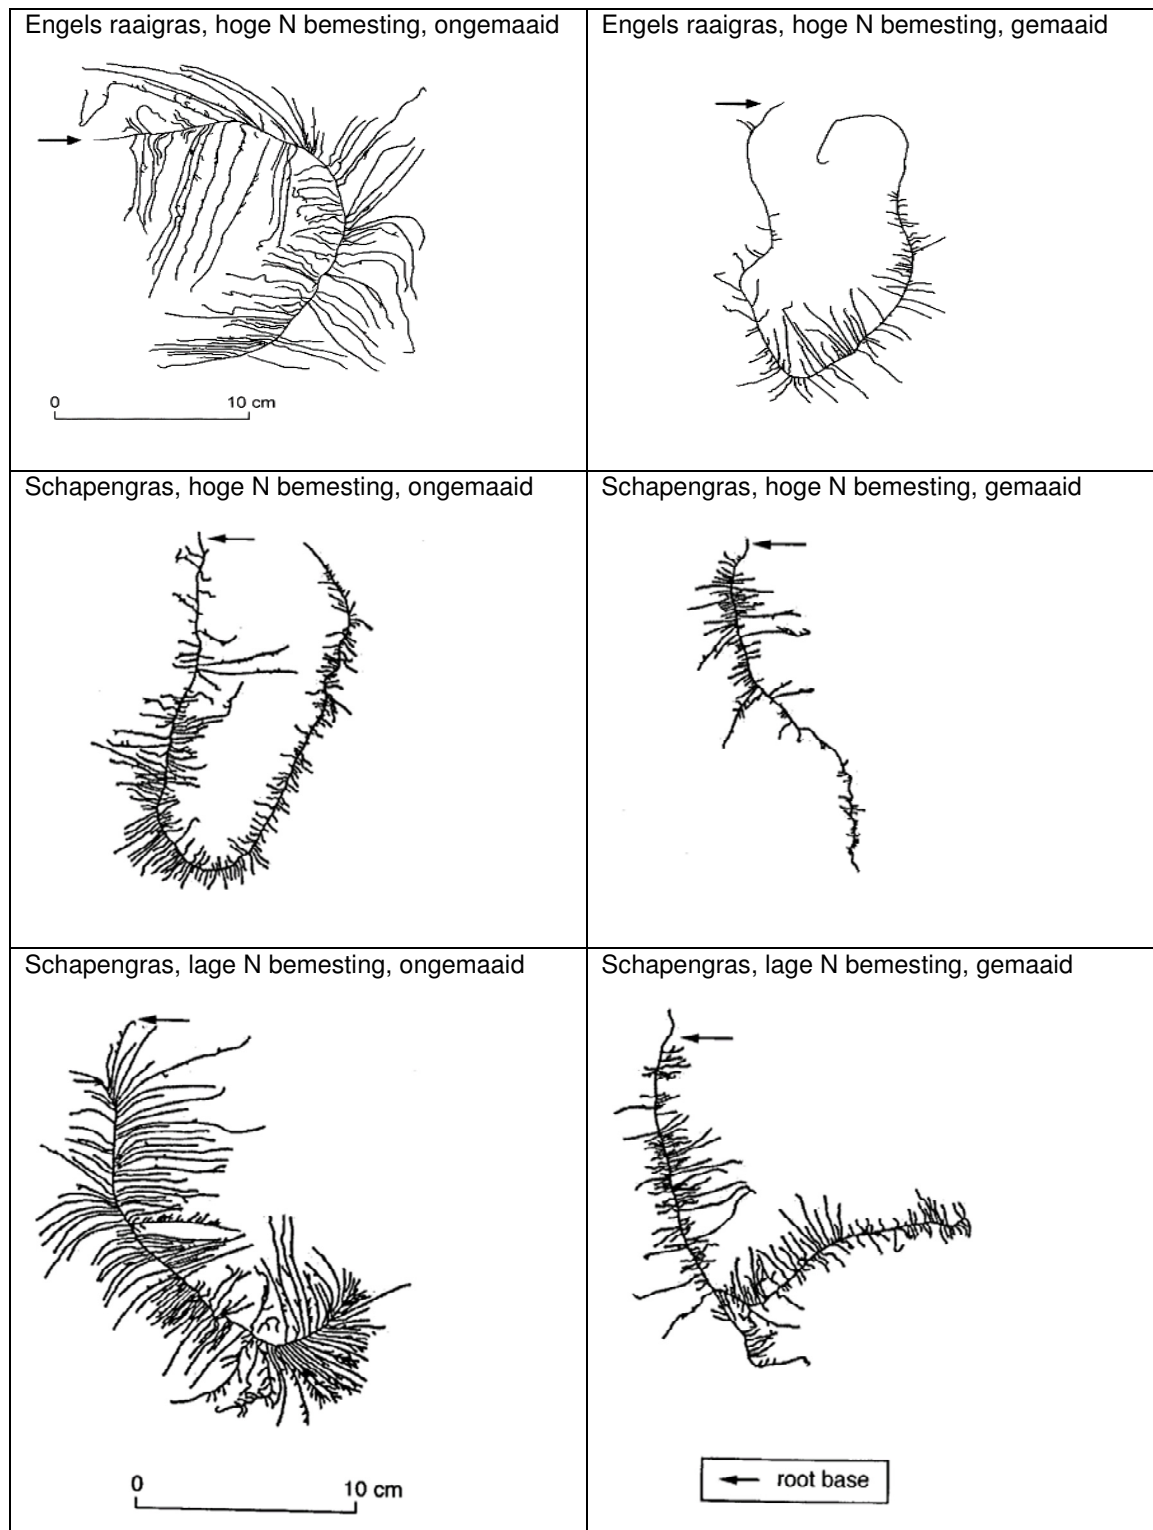 Engels raaigras, hoge N bemesting, ongemaaid
Engels raaigras, hoge N bemesting, gemaaid
0 10 cm
Schapengras, hoge N bemesting, ongemaaid
Schapengras, hoge N bemesting, gemaaid
Schapengras, lage N bemesting, ongemaaid
Schapengras, lage N bemesting, gemaaid
0 10 cm
root base